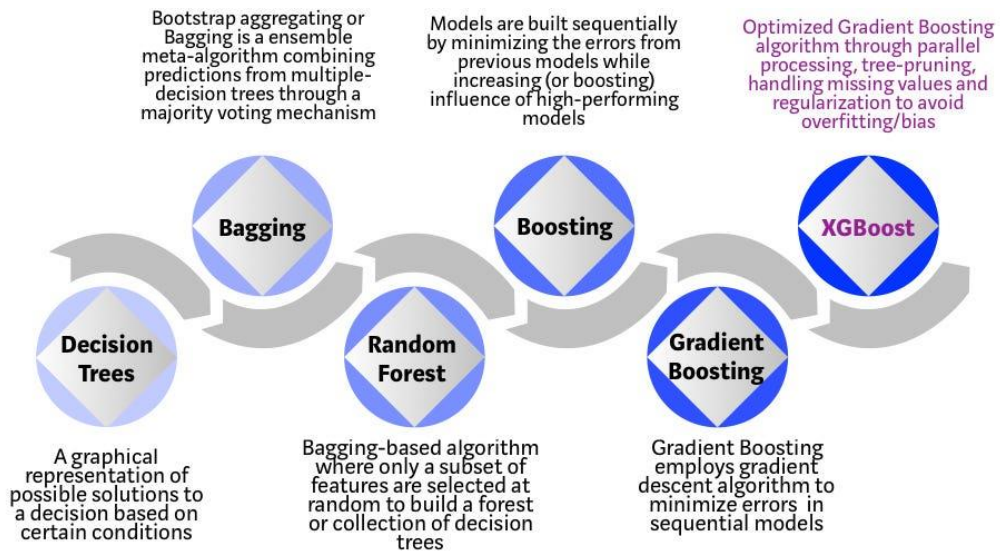 Bootstrap aggregating or
Bagging is a ensemble
meta-algorithm combining
predictions from multiple-
decision trees through a
majority voting mechanism
Models are built sequentially
by minimizing the errors from
previous models while
increasing (or boosting)
influence of high-performing
models
Optimized Gradient Boosting
algorithm through parallel
processing, tree-pruning,
handling missing values and
regularization to avoid
overfitting/bias
Bagging
Boosting
XGBoost
Decision
Trees
Random
Forest
Gradient
Boosting
A graphical
representation of
possible solutions to
a decision based on
certain conditions
Bagging-based algorithm
where only a subset of
features are selected at
random to build a forest
or collection of decision
trees
Gradient Boosting
employs gradient
descent algorithm to
minimize errors in
sequential models